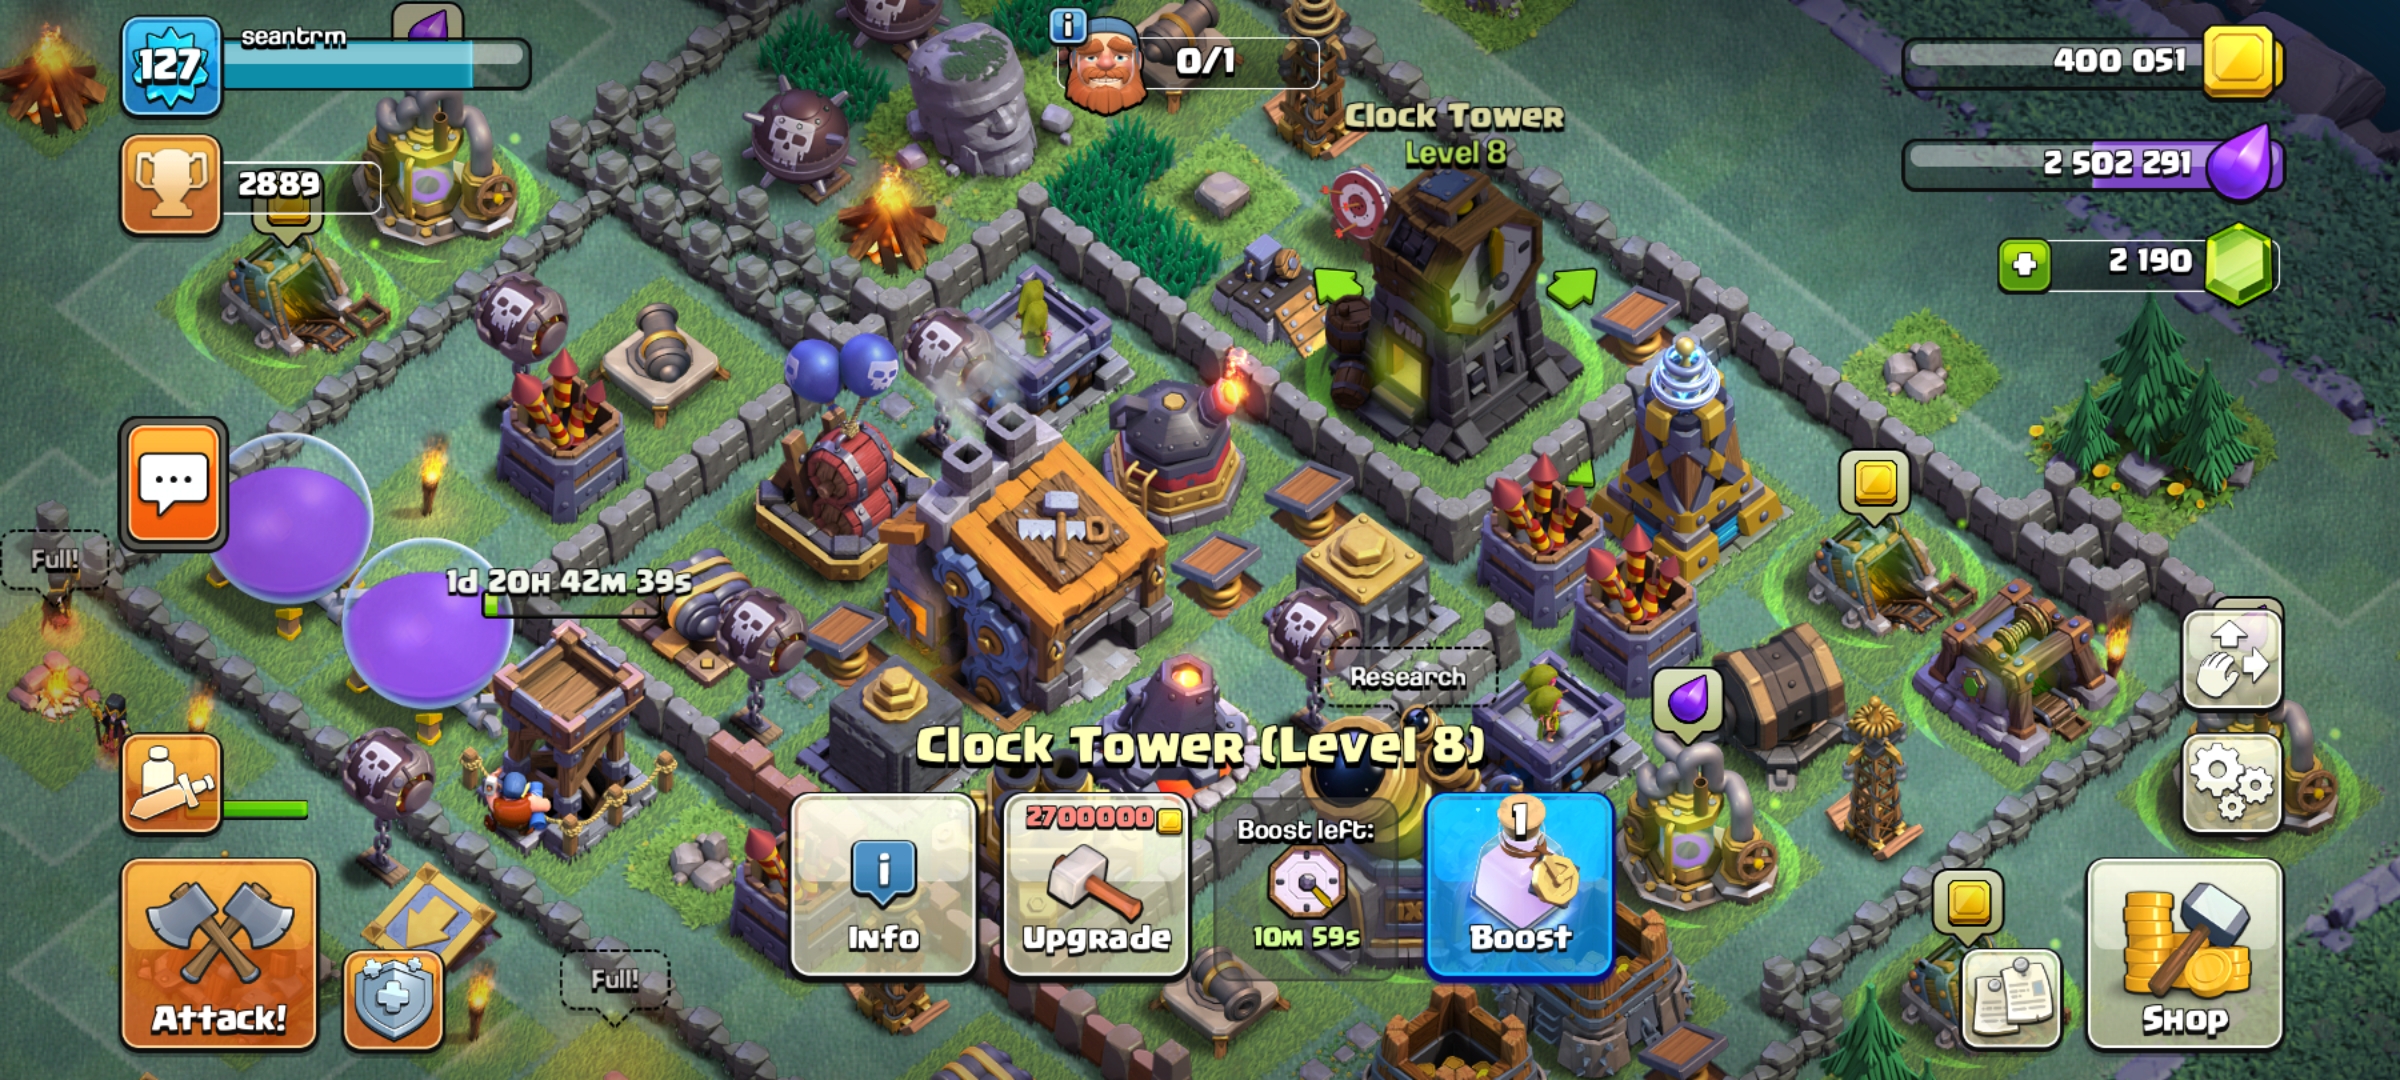 127
seantrm
0/1
400 051
2889
Clock Tower
Level 8
2 502 291
2 190
Full!
1d 20H 42M 39s
Research
Clock Tower (Level 8)
Info
2700000
Upgrade
Boost left:
10M 59s
1
Boost
Attack!
Full!
Shop
VIII
IX